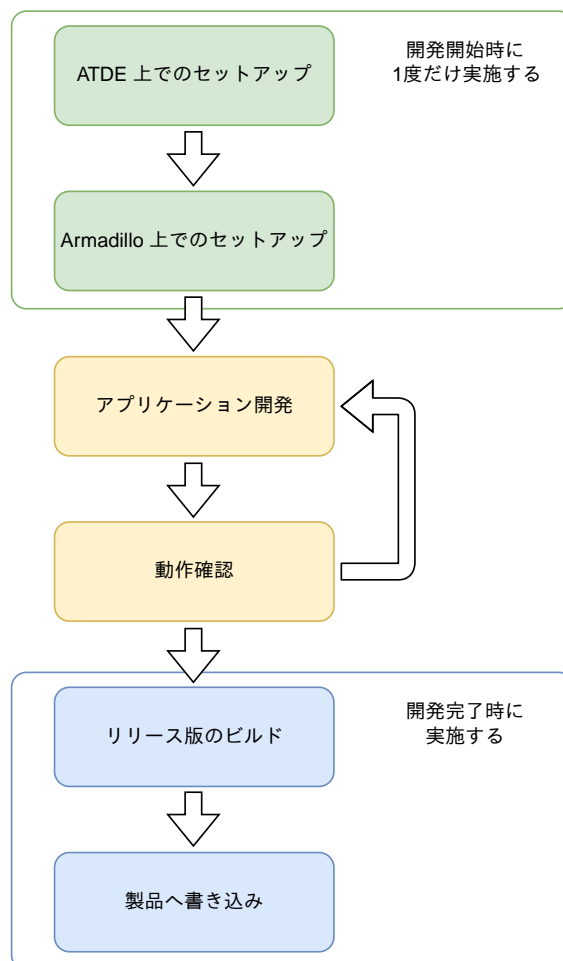 ATDE 上でのセットアップ
開発開始時に
1度だけ実施する
Armadillo 上でのセットアップ
アプリケーション開発
動作確認
リリース版のビルド
開発完了時に
実施する
製品へ書き込み